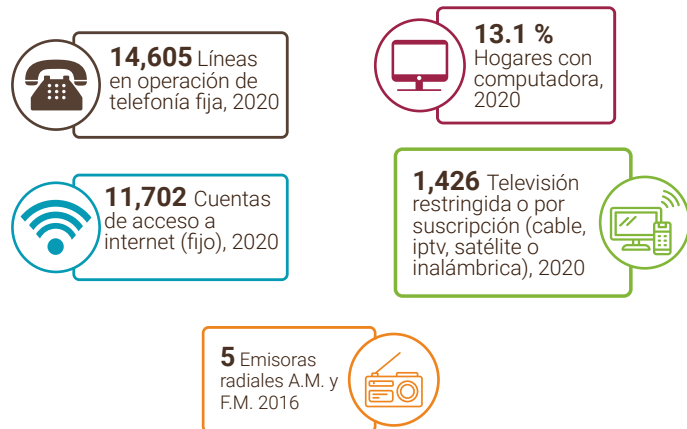 14,605 Líneas
en operación de
telefonía fija, 2020
13.1 %
Hogares con
computadora,
2020
11,702 Cuentas
de acceso a
internet (fijo), 2020
1,426 Televisión
restringida o por
suscripción (cable,
iptv, satélite o
inalámbrica), 2020
5 Emisoras
radiales A.M. y
F.M. 2016